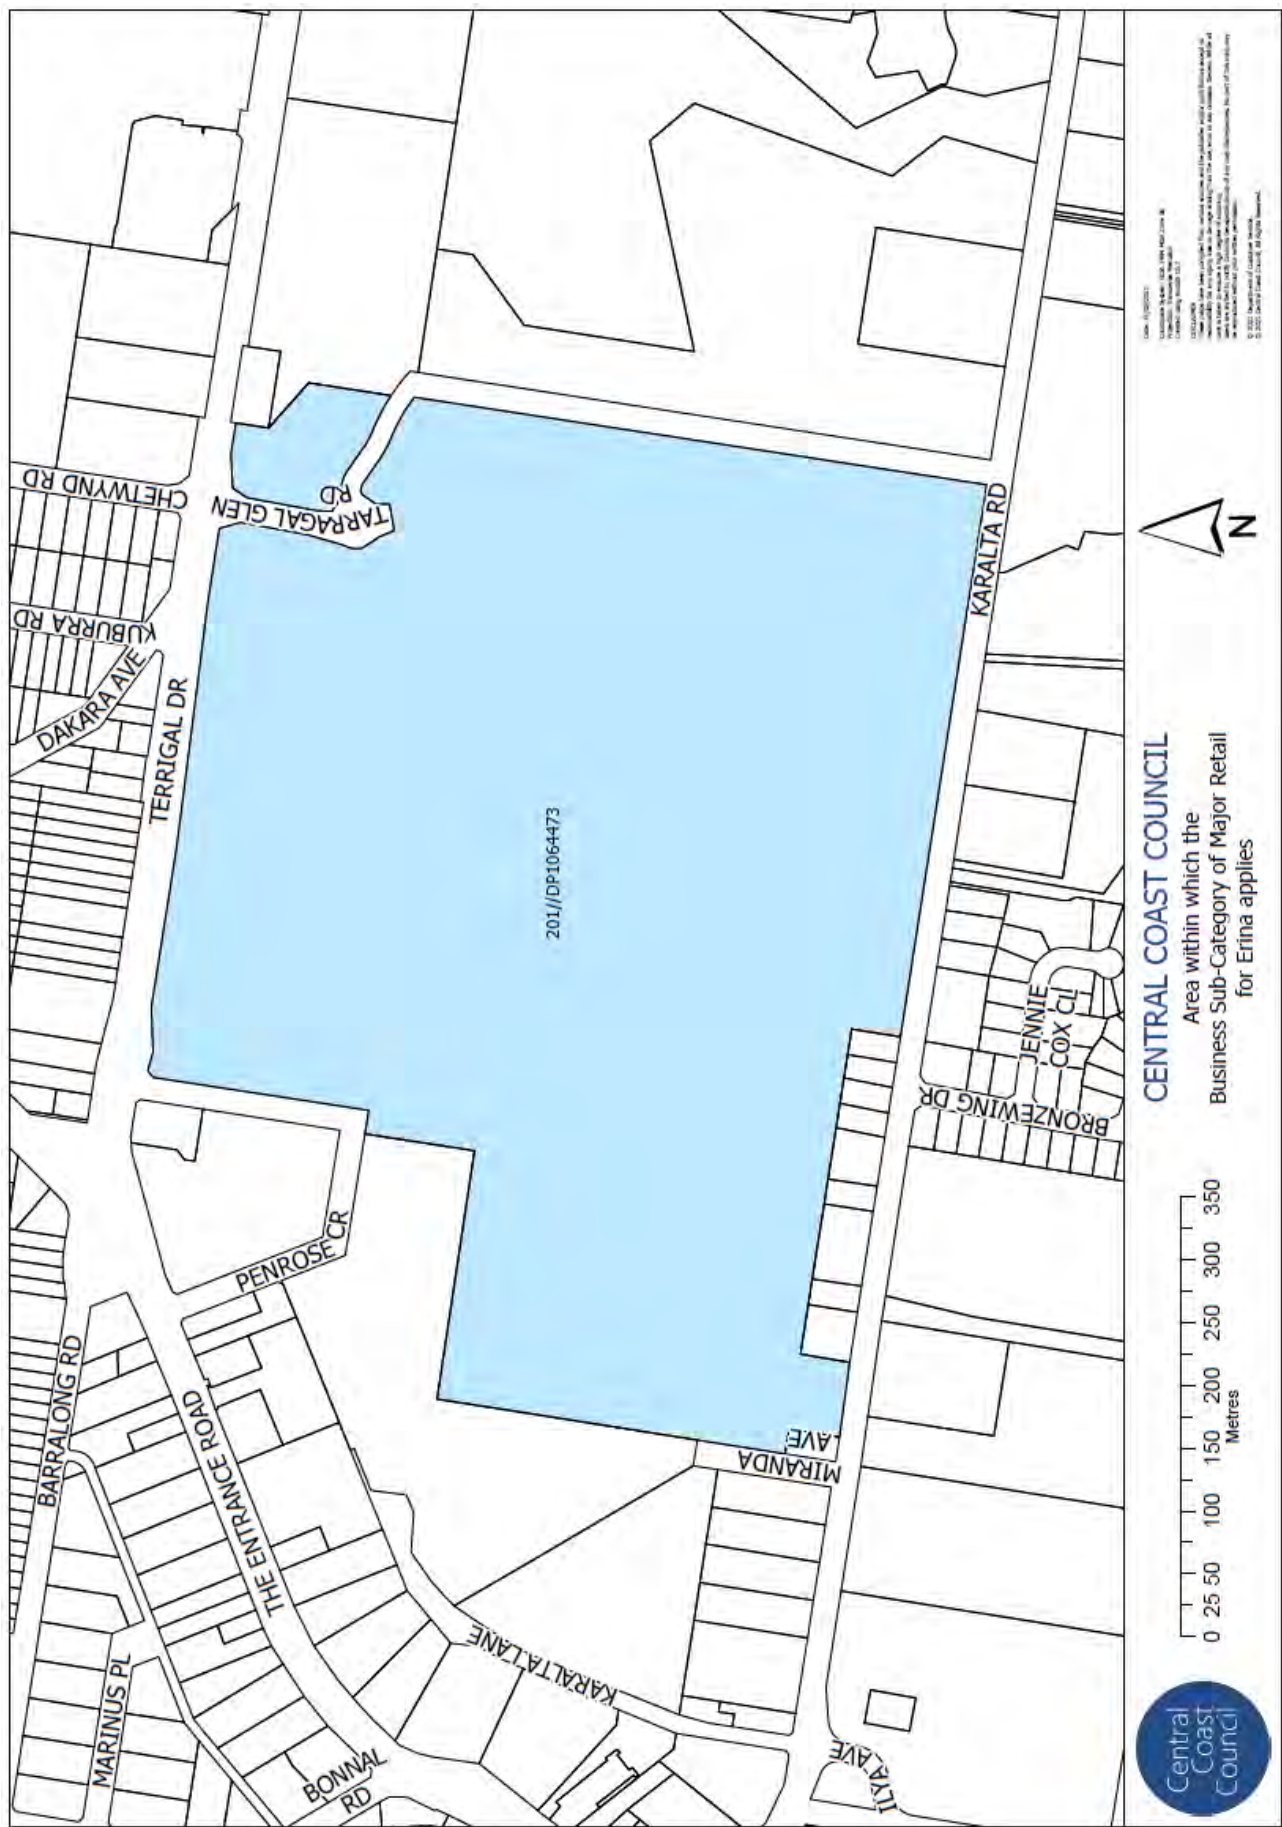 MARINUS PL
BARRALONG RD
BONNAL
RD
THE ENTRANCE ROAD
PENROSE CR
KARALTA LANE
ILYA AVE
MIRANDA
AVE
TERRIGAL DR
DAKARA AVE
KUBURRA RD
CHETWYND RD
TARRAGAL GLEN
RD
201//DP1064473
KARALTA RD
BRONZEWING DR
JENNIE
COX CL
Central
Coast
Council
0 25 50 100 150 200 250 300 350
Metres
CENTRAL COAST COUNCIL
Area within which the
Business Sub-Category of Major Retail
for Erina applies
N